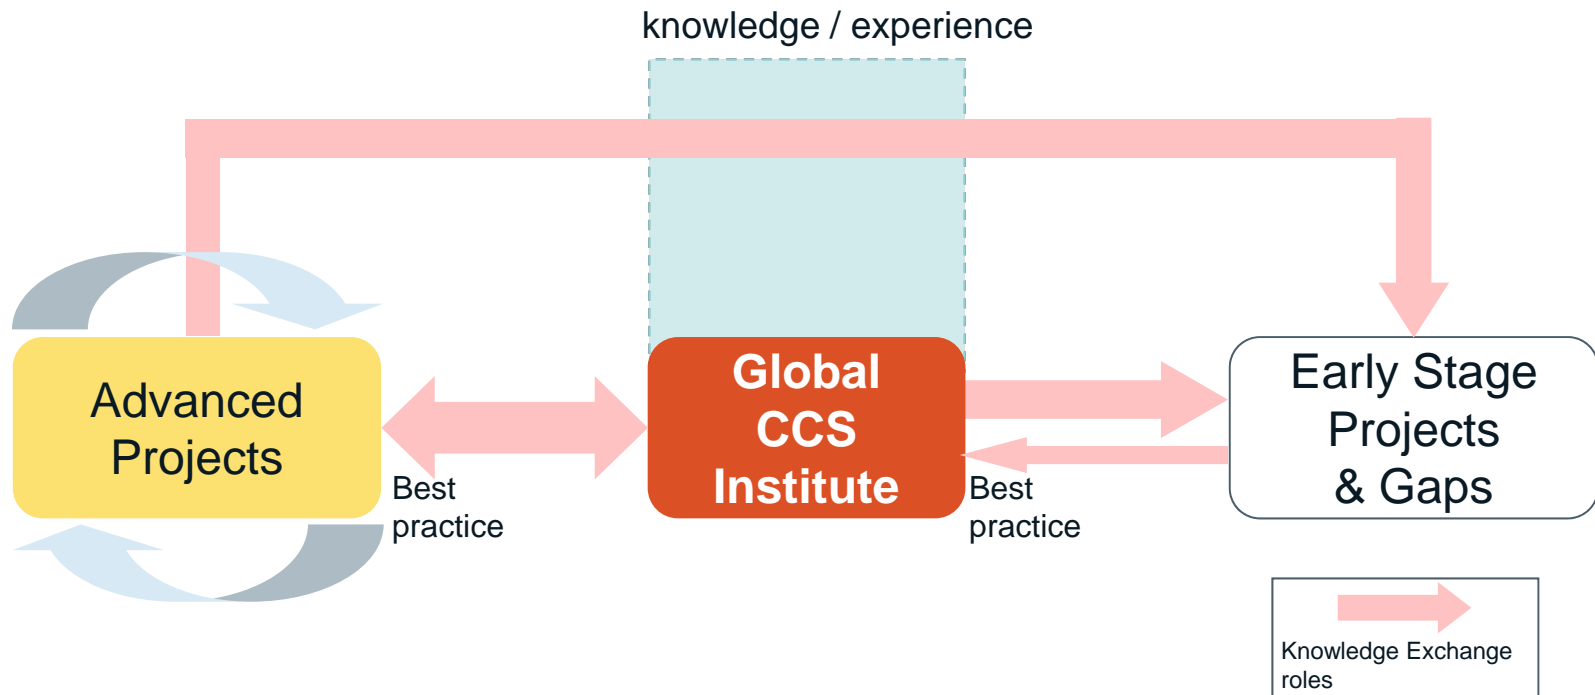 knowledge / experience
Advanced
Projects
Best
practice
Global
CCS
Institute
Best
practice
Early Stage
Projects
& Gaps
Knowledge Exchange
roles